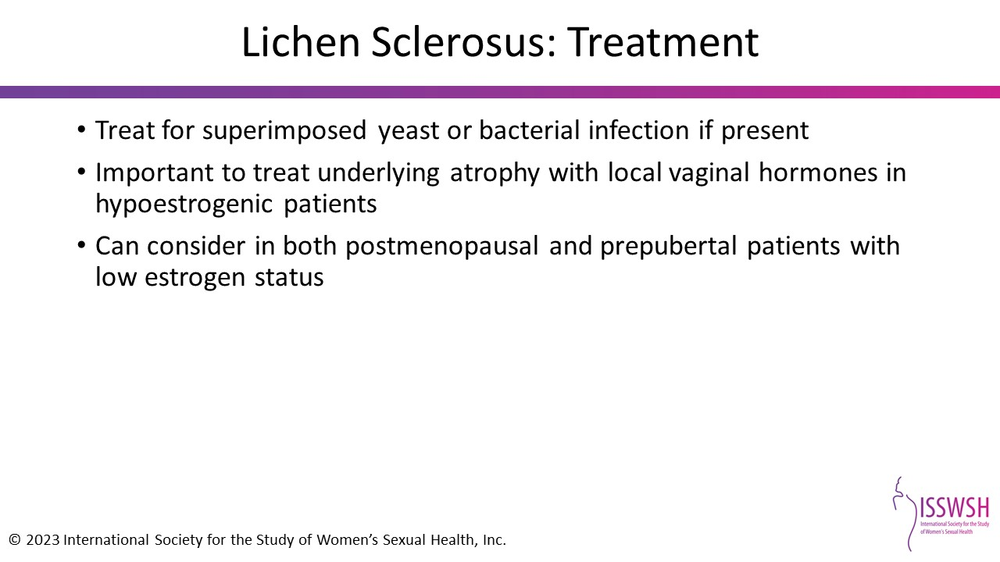 Lichen Sclerosus: Treatment
• Treat for superimposed yeast or bacterial infection if present
• Important to treat underlying atrophy with local vaginal hormones in
hypoestrogenic patients
• Can consider in both postmenopausal and prepubertal patients with
low estrogen status
ISSWSH
International Society for the Study
of Women's Sexual Health
© 2023 International Society for the Study of Women’s Sexual Health, Inc.